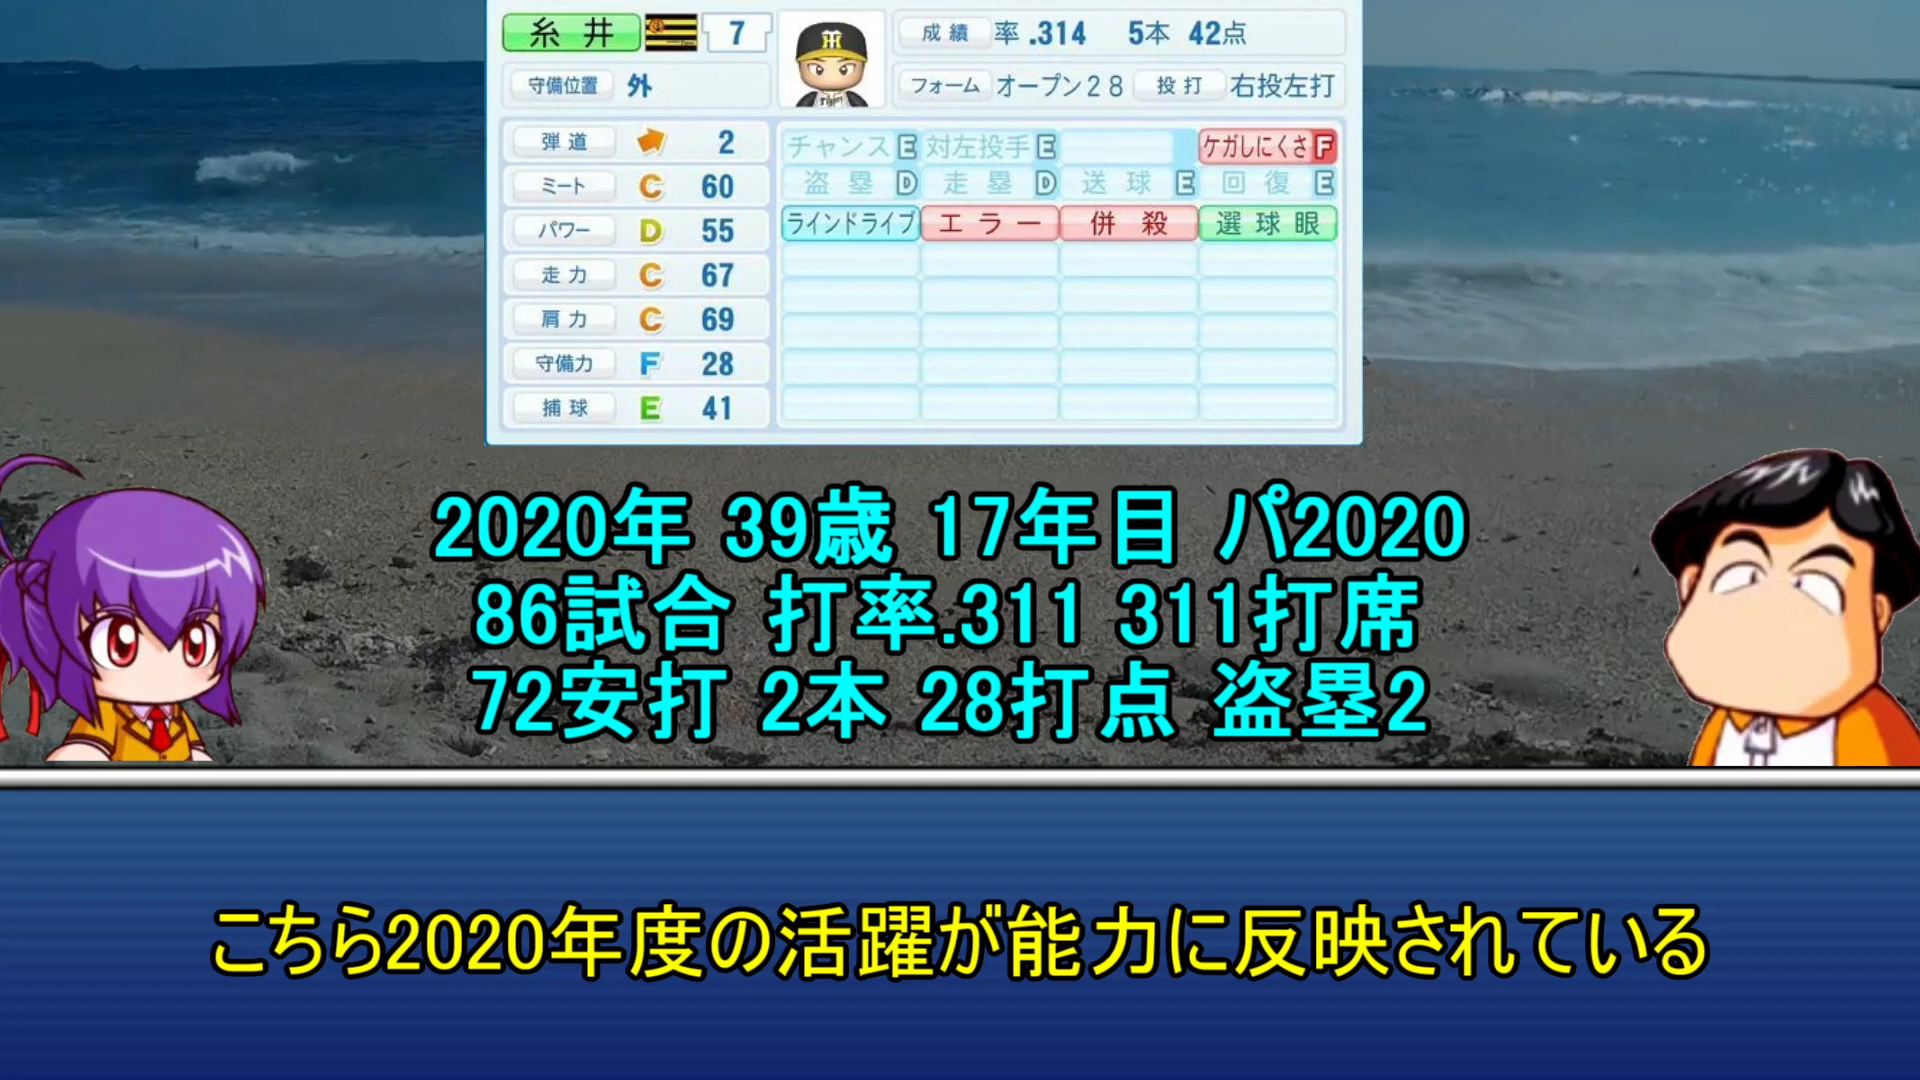 糸井 7 成績 率.314 5本 42点
守備位置 外 フォーム オープン28 投打 右投左打
弾道 2 チャンスE 対左投手E ケガしにくさF
ミート C 60 盗塁D 走塁D 送球E 回復E
パワー D 55 ラインドライブ エラー 併殺 選球眼
走力 C 67
肩力 C 69
守備力 F 28
捕球 E 41
2020年 39歳 17年目 パ2020
86試合 打率.311 311打席
72安打 2本 28打点 盗塁2
こちら2020年度の活躍が能力に反映されている